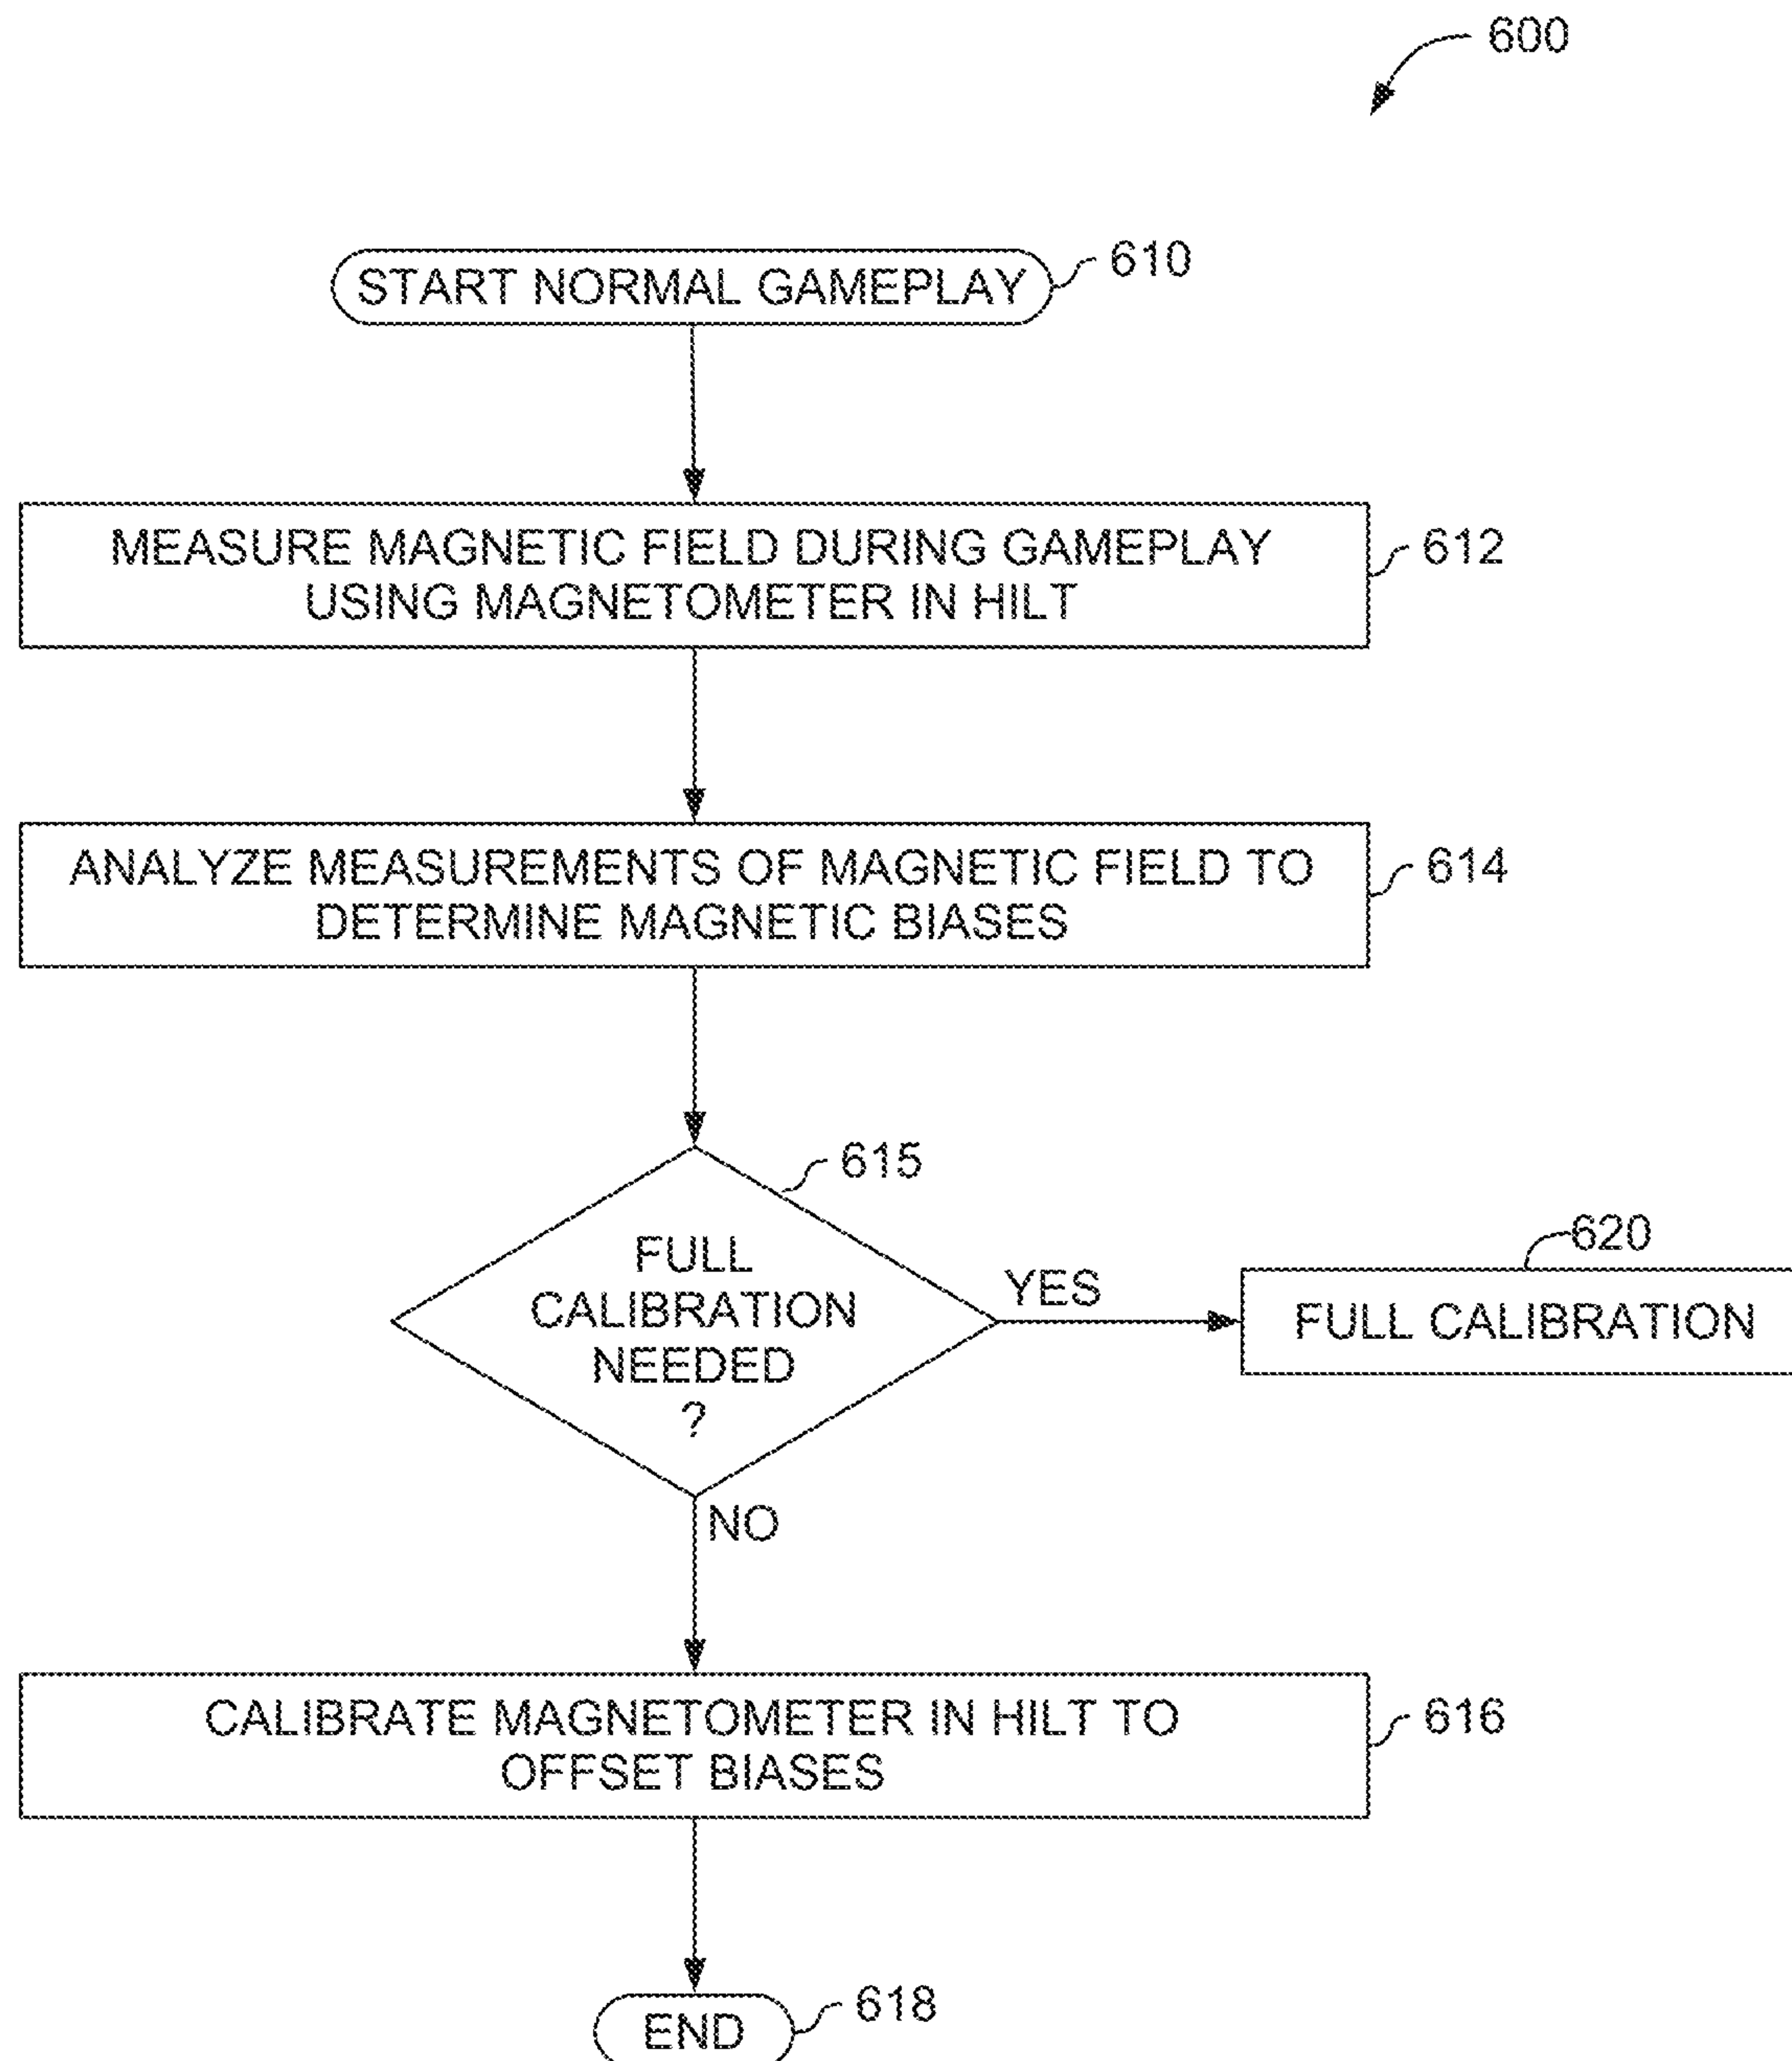 600
START NORMAL GAMEPLAY
610
MEASURE MAGNETIC FIELD DURING GAMEPLAY
USING MAGNETOMETER IN HILT
612
ANALYZE MEASUREMENTS OF MAGNETIC FIELD TO
DETERMINE MAGNETIC BIASES
614
615
FULL
CALIBRATION
NEEDED
?
YES
620
FULL CALIBRATION
NO
CALIBRATE MAGNETOMETER IN HILT TO
OFFSET BIASES
616
END
618